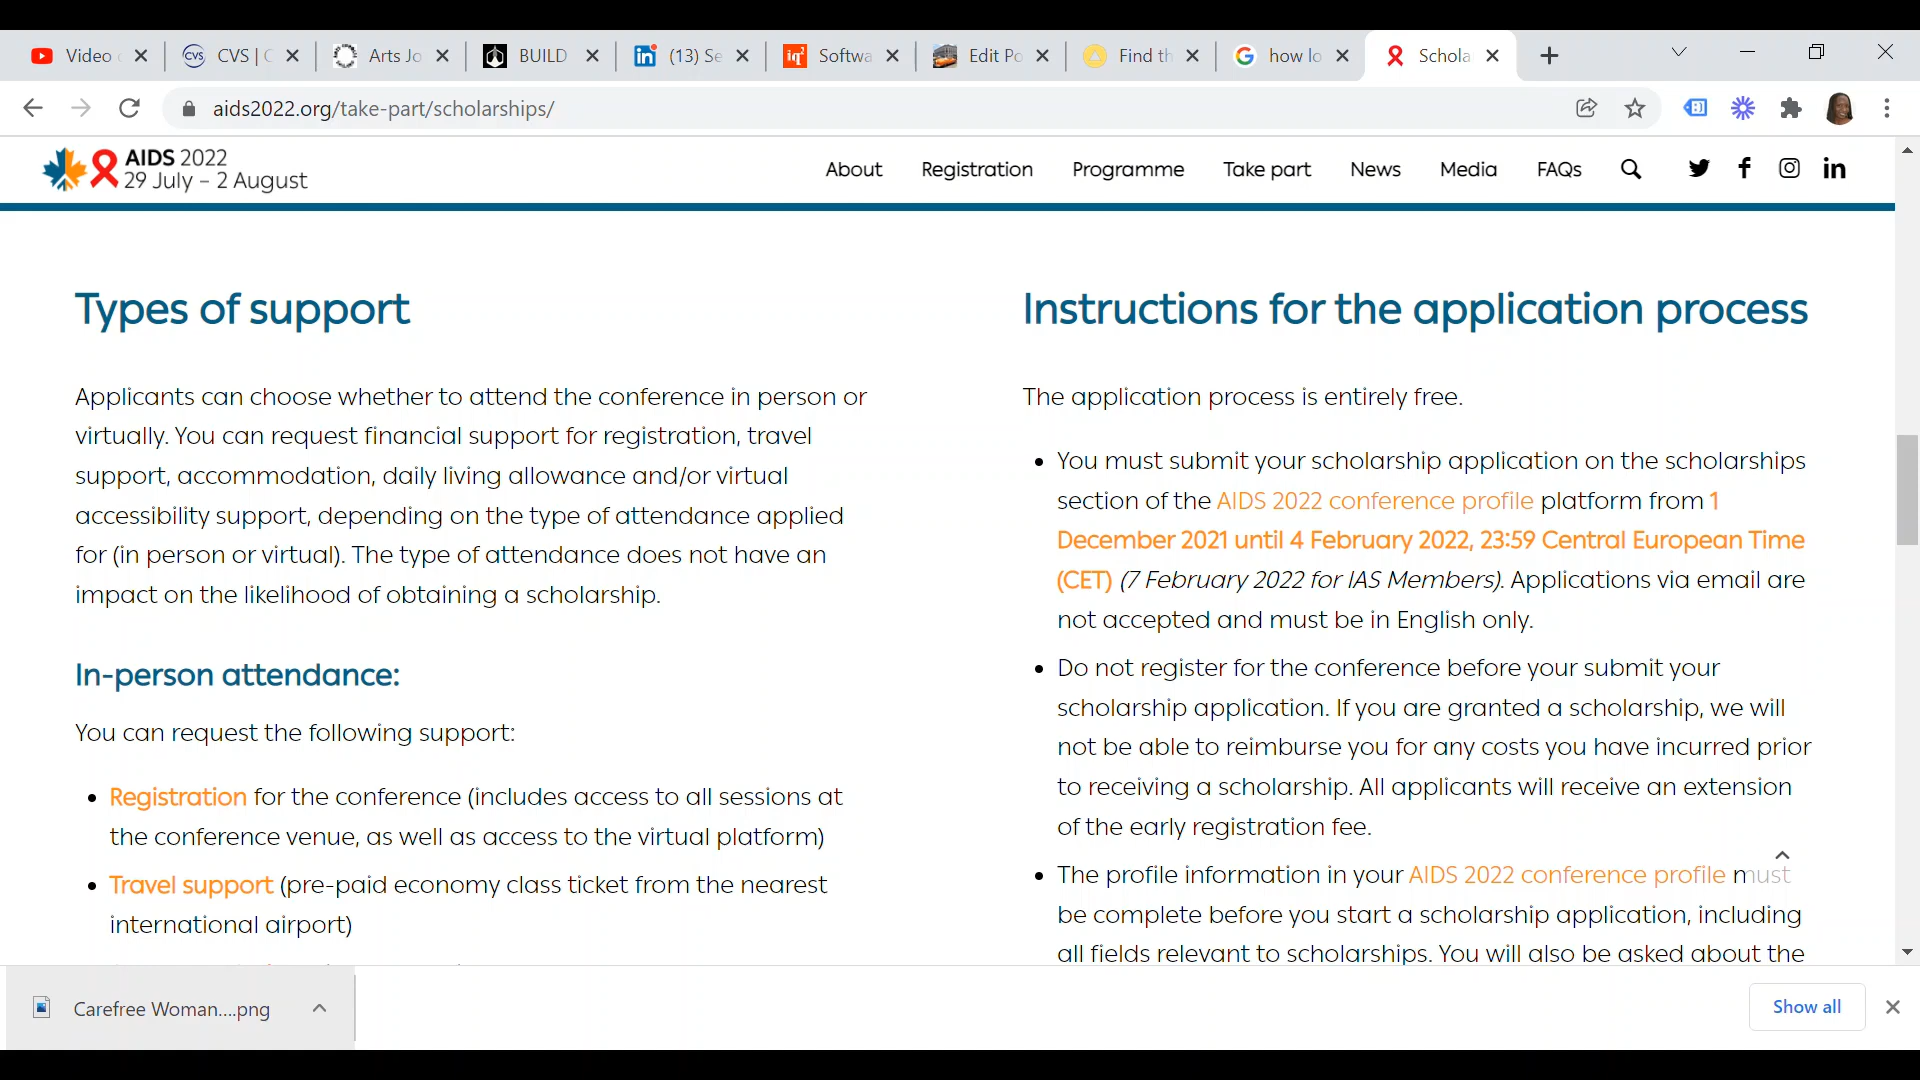 Video
CVS | C
Arts Jo
BUILD
(13) Se
Softwa
Edit Po
Find th
how lo
Schola
aids2022.org/take-part/scholarships/
AIDS 2022
29 July – 2 August
About
Registration
Programme
Take part
News
Media
FAQs
Types of support
Applicants can choose whether to attend the conference in person or
virtually. You can request financial support for registration, travel
support, accommodation, daily living allowance and/or virtual
accessibility support, depending on the type of attendance applied
for (in person or virtual). The type of attendance does not have an
impact on the likelihood of obtaining a scholarship.
In-person attendance:
You can request the following support:
• Registration for the conference (includes access to all sessions at
the conference venue, as well as access to the virtual platform)
• Travel support (pre-paid economy class ticket from the nearest
international airport)
Instructions for the application process
The application process is entirely free.
• You must submit your scholarship application on the scholarships
section of the AIDS 2022 conference profile platform from 1
December 2021 until 4 February 2022, 23:59 Central European Time
(CET) (7 February 2022 for IAS Members). Applications via email are
not accepted and must be in English only.
• Do not register for the conference before your submit your
scholarship application. If you are granted a scholarship, we will
not be able to reimburse you for any costs you have incurred prior
to receiving a scholarship. All applicants will receive an extension
of the early registration fee.
• The profile information in your AIDS 2022 conference profile must
be complete before you start a scholarship application, including
all fields relevant to scholarships. You will also be asked about the
Carefree Woman....png
Show all